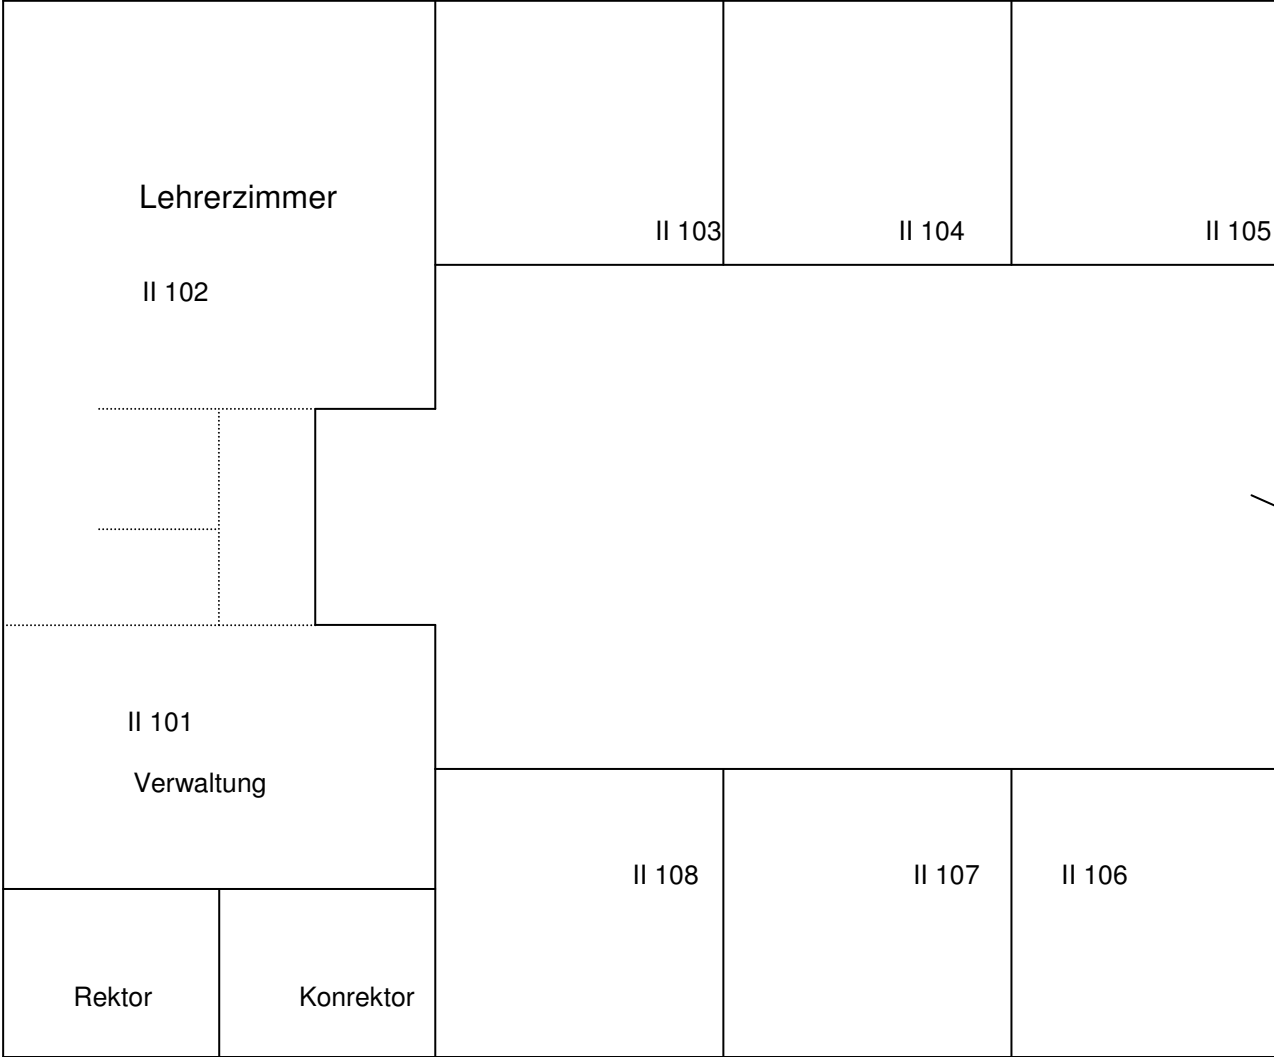 Lehrerzimmer
II 103
II 104
II 105
II 102
II 101
Verwaltung
II 108
II 107
II 106
Rektor
Konrektor